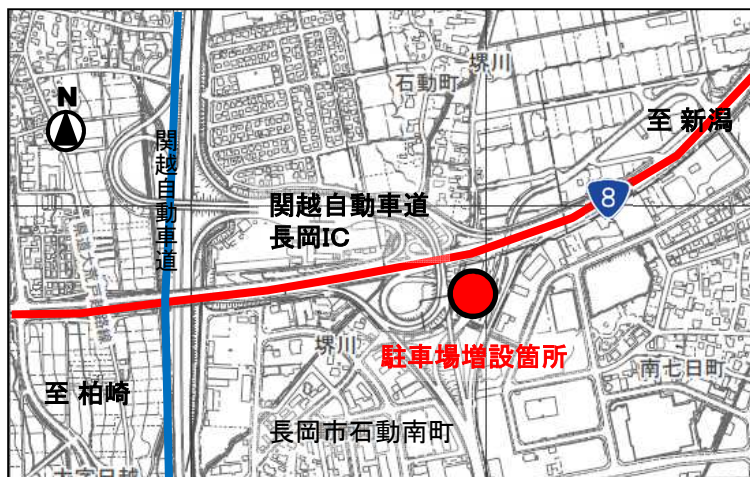 堺川
石動町
至 新潟
N
関越自動車道
8
関越自動車道
長岡IC
堺川
駐車場増設箇所
南七日町
至 柏崎
長岡市石動南町